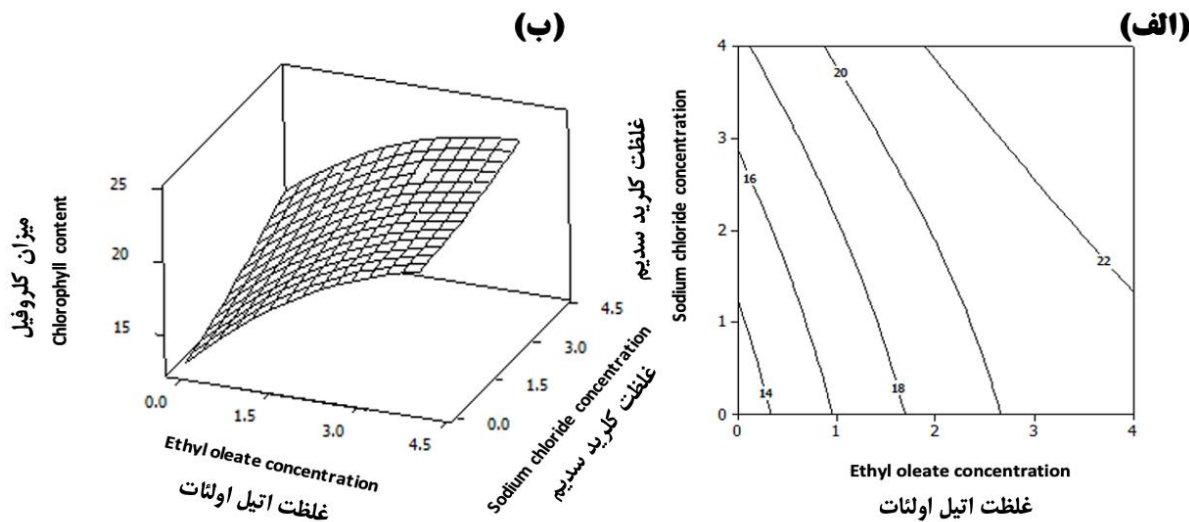 (الف)
4
3
2
1
0
0
1
2
3
4
14
16
18
20
22
Sodium chloride concentration
غلظت کلرید سدیم
Ethyl oleate concentration
غلظت اتیل اولئات
(ب)
25
20
15
میزان کلروفیل
Chlorophyll content
0.0
1.5
3.0
4.5
Ethyl oleate concentration
غلظت اتیل اولئات
0.0
1.5
3.0
4.5
Sodium chloride concentration
غلظت کلرید سدیم